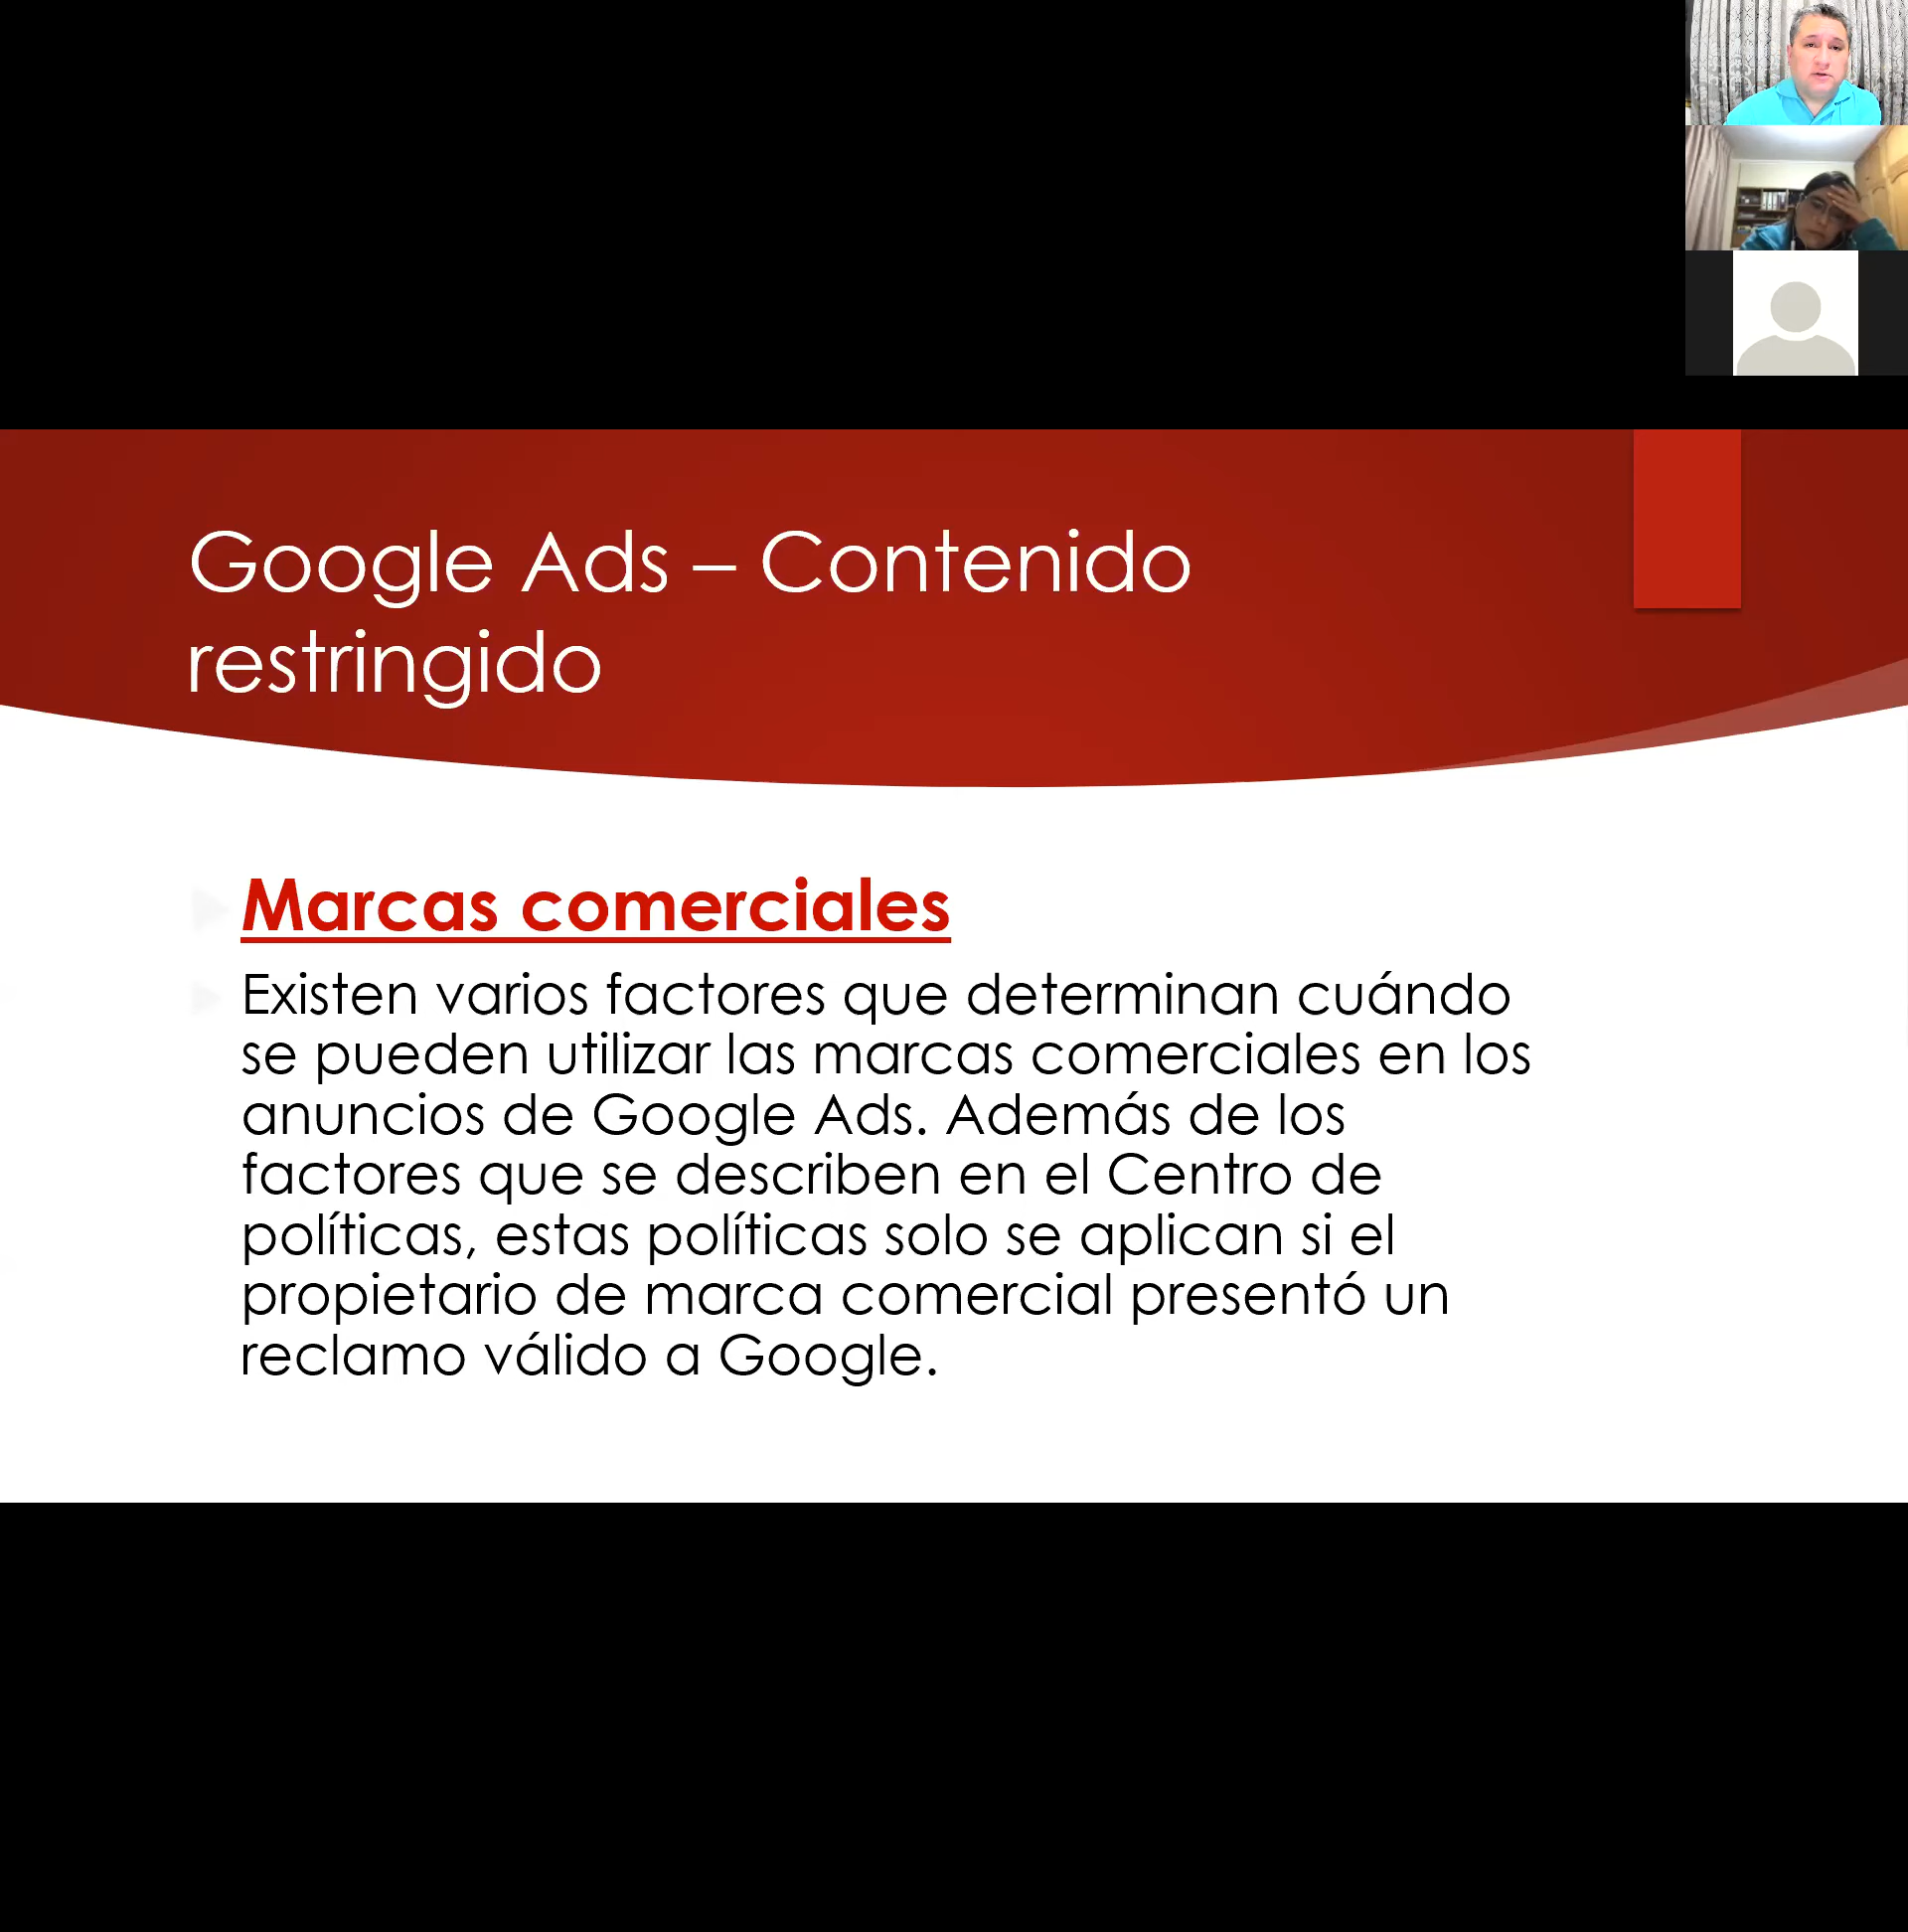 Google Ads – Contenido
restringido
Marcas comerciales
Existen varios factores que determinan cuándo
se pueden utilizar las marcas comerciales en los
anuncios de Google Ads. Además de los
factores que se describen en el Centro de
políticas, estas políticas solo se aplican si el
propietario de marca comercial presentó un
reclamo válido a Google.